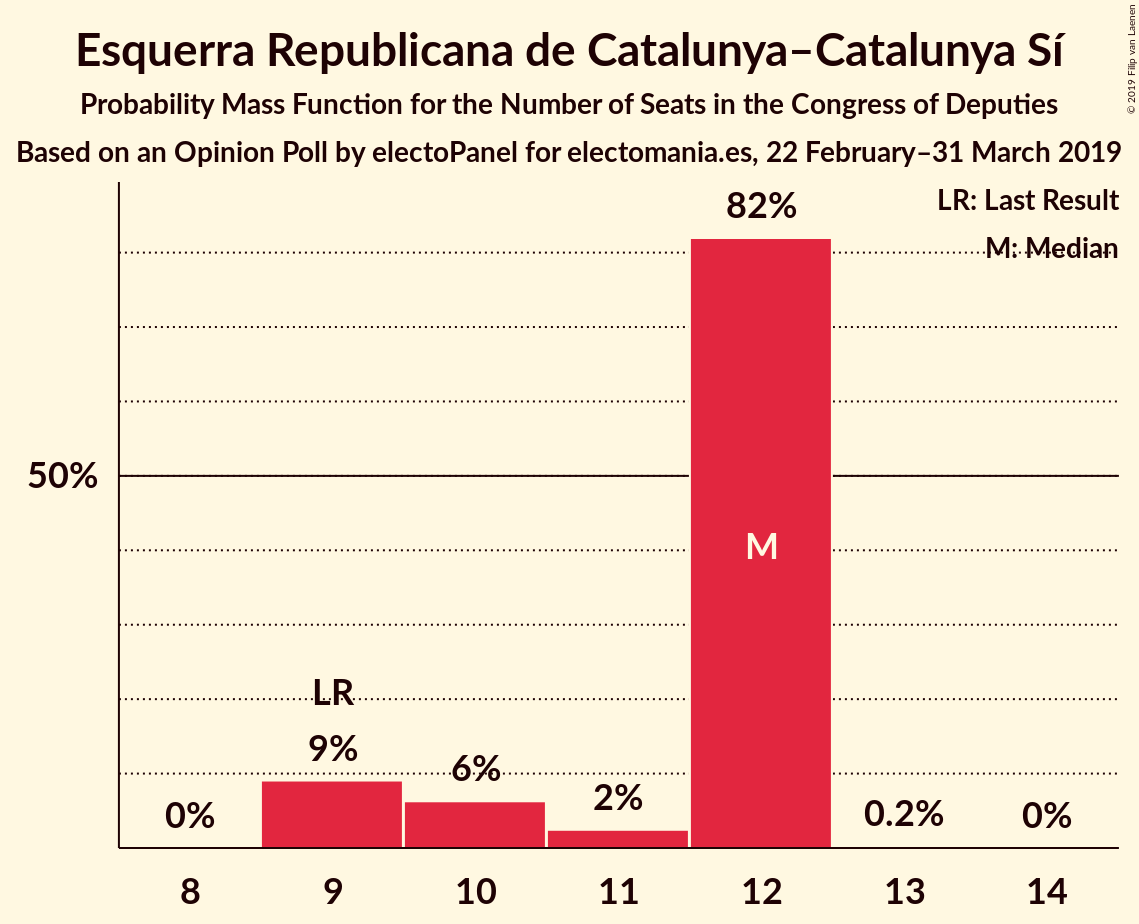 Esquerra Republicana de Catalunya–Catalunya Sí
Probability Mass Function for the Number of Seats in the Congress of Deputies
Based on an Opinion Poll by electoPanel for electomania.es, 22 February–31 March 2019
© 2019 Filip van Laenen
LR: Last Result
M: Median
82%
50%
M
LR
9%
6%
2%
0%
0.2%
0%
8 9 10 11 12 13 14